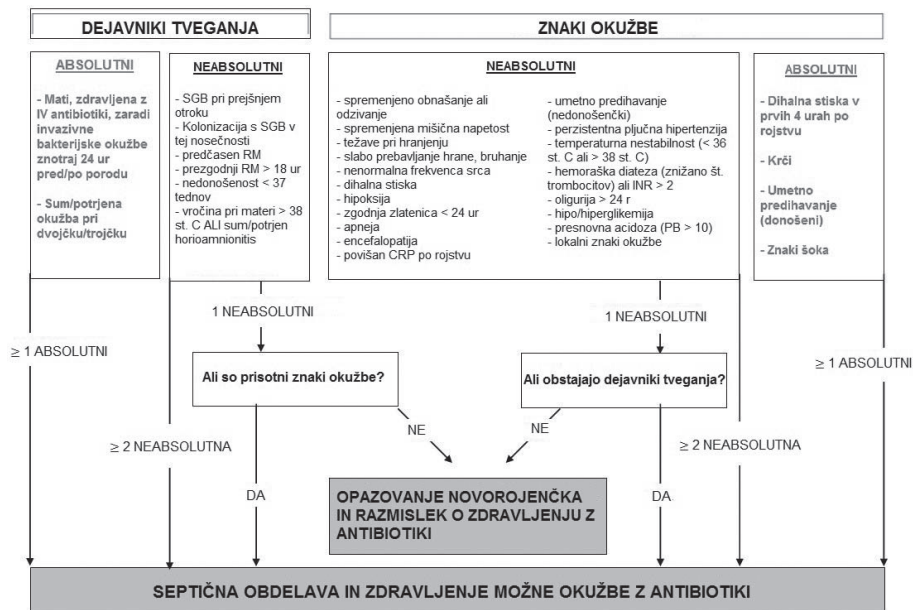 DEJAVNIKI TVEGANJA
ZNAKI OKUŽBE
ABSOLUTNI
- Mati, zdravljena z
IV antibiotiki, zaradi
invazivne
bakterijske okužbe
znotraj 24 ur
pred/po porodu
- Sum/potrjena
okužba pri
dvojčku/trojčku
NEABSOLUTNI
- SGB pri prejšnjem
otroku
- Kolonizacija s SGB v
tej nosečnosti
- predčasen RM
- prezgodnji RM > 18 ur
- nedonošenost < 37
tednov
- vročina pri materi > 38
st. C ALI sum/potrjen
horioamnionitis
NEABSOLUTNI
- spremenjeno obnašanje ali
odzivanje
- spremenjena mišična napetost
- težave pri hranjenju
- slabo prebavljanje hrane, bruhanje
- nenormalna frekvenca srca
- dihalna stiska
- hipoksija
- zgodnja zlatenica < 24 ur
- apneja
- encefalopatija
- povišan CRP po rojstvu
- umetno predihavanje
(nedonošenčki)
- perzistentna pljučna hipertenzija
- temperaturna nestabilnost (< 36
st. C ali > 38 st. C)
- hemoraška diateza (znižano št.
trombocitov) ali INR > 2
- oligurija > 24 r
- hipo/hiperglikemija
- presnovna acidoza (PB > 10)
- lokalni znaki okužbe
ABSOLUTNI
- Dihalna stiska v
prvih 4 urah po
rojstvu
- Krči
- Umetno
predihavanje
(donošeni)
- Znaki šoka
1 NEABSOLUTNI
1 NEABSOLUTNI
≥ 1 ABSOLUTNI
≥ 1 ABSOLUTNI
Ali so prisotni znaki okužbe?
Ali obstajajo dejavniki tveganja?
NE
NE
≥ 2 NEABSOLUTNA
≥ 2 NEABSOLUTNA
DA
DA
OPAZOVANJE NOVOROJENČKA
IN RAZMISLEK O ZDRAVLJENJU Z
ANTIBIOTIKI
SEPTIČNA OBDELAVA IN ZDRAVLJENJE MOŽNE OKUŽBE Z ANTIBIOTIKI